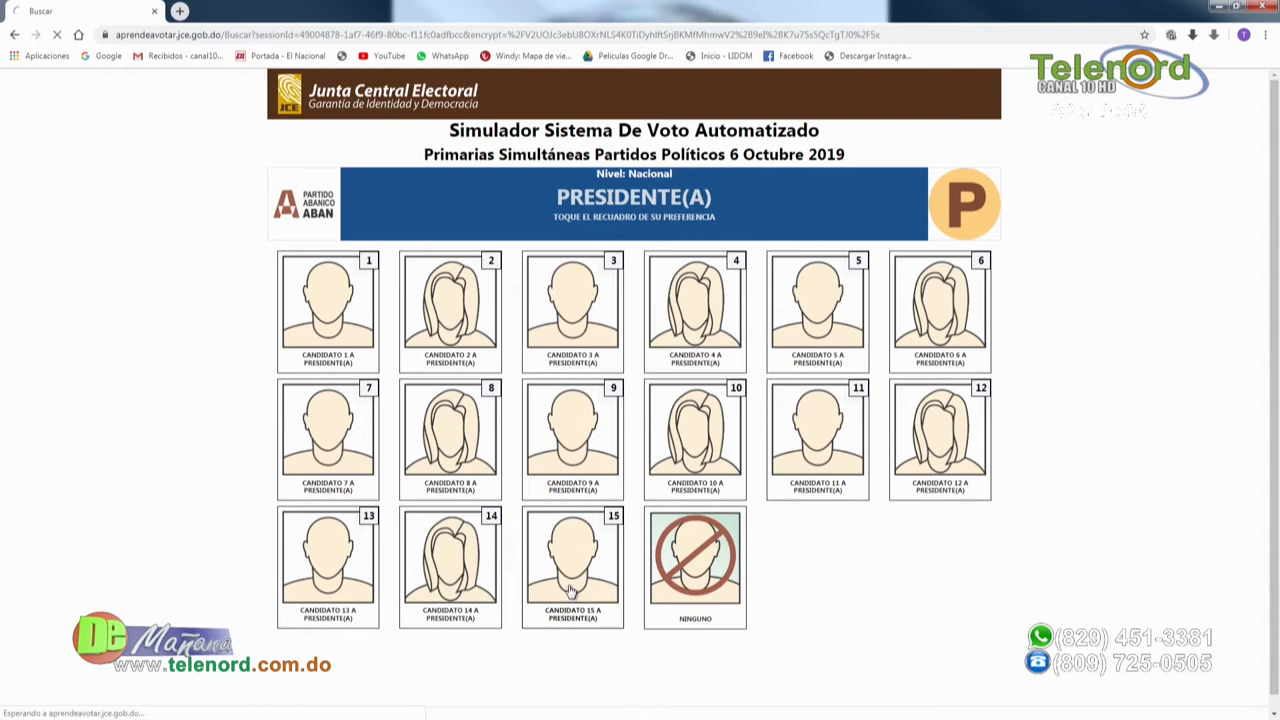 Buscar
aprendeavotar.jce.gob.do/Buscar?sessionId=49004878-1af7-46f9-80bc-f11fc0adfbcc&encrypt=%2FV2UOJc3ebU8OXrNLS4K0TiDyhlftSrjBKMfMhmwV2%2B9eI%2BK7u75s5QcTgTJ0%2F5x
T
Aplicaciones Google Recibidos - canal10... Portada - El Nacional YouTube WhatsApp Windy: Mapa de vie... Peliculas Google Dr... Inicio - LIDOM Facebook Descargar Instagra...
Telenord
CANAL 10 HD
JCE
Junta Central Electoral
Garantía de Identidad y Democracia
Simulador Sistema De Voto Automatizado
Primarias Simultáneas Partidos Políticos 6 Octubre 2019
A PARTIDO
ABANICO
ABAN
Nivel: Nacional
PRESIDENTE(A)
TOQUE EL RECUADRO DE SU PREFERENCIA
P
1 2 3 4 5 6
CANDIDATO 1 A CANDIDATO 2 A CANDIDATO 3 A CANDIDATO 4 A CANDIDATO 5 A CANDIDATO 6 A
PRESIDENTE(A) PRESIDENTE(A) PRESIDENTE(A) PRESIDENTE(A) PRESIDENTE(A) PRESIDENTE(A)
7 8 9 10 11 12
CANDIDATO 7 A CANDIDATO 8 A CANDIDATO 9 A CANDIDATO 10 A CANDIDATO 11 A CANDIDATO 12 A
PRESIDENTE(A) PRESIDENTE(A) PRESIDENTE(A) PRESIDENTE(A) PRESIDENTE(A) PRESIDENTE(A)
13 14 15
CANDIDATO 13 A CANDIDATO 14 A CANDIDATO 15 A
PRESIDENTE(A) PRESIDENTE(A) PRESIDENTE(A)
NINGUNO
De Mañana
www.telenord.com.do
(829) 451-3381
(809) 725-0505
Esperando a aprendeavotar.jce.gob.do...